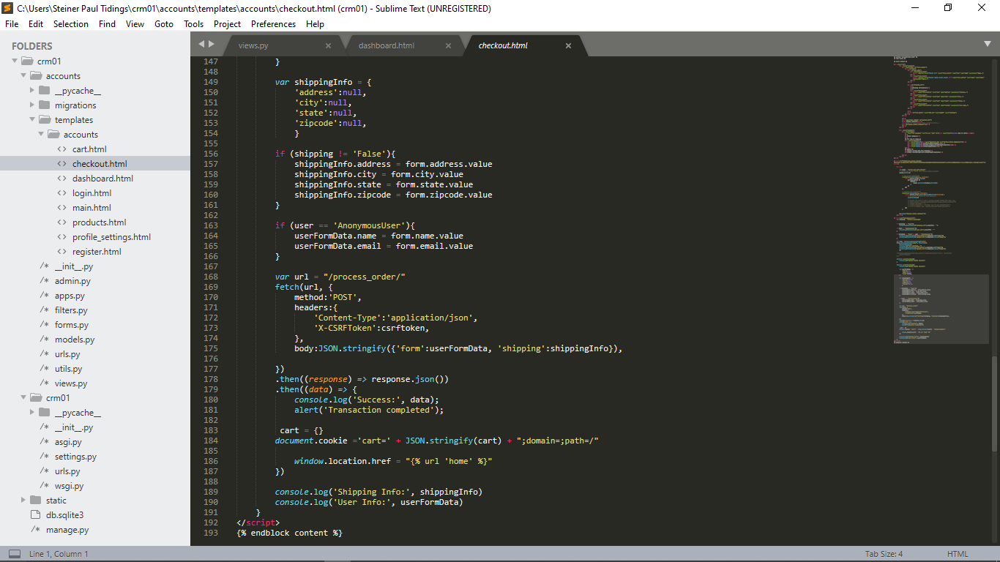 C:\Users\Steiner Paul Tidings\crm01\accounts\templates\accounts\checkout.html (crm01) - Sublime Text (UNREGISTERED)
File Edit Selection Find View Goto Tools Project Preferences Help
FOLDERS
crm01
accounts
__pycache__
migrations
templates
accounts
<> cart.html
<> checkout.html
<> dashboard.html
<> login.html
<> main.html
<> products.html
<> profile_settings.html
<> register.html
/* __init__.py
/* admin.py
/* apps.py
/* filters.py
/* forms.py
/* models.py
/* urls.py
/* utils.py
/* views.py
crm01
__pycache__
/* __init__.py
/* asgi.py
/* settings.py
/* urls.py
/* wsgi.py
static
db.sqlite3
/* manage.py
views.py × dashboard.html × checkout.html ×
147 }
148
149 var shippingInfo = {
150 'address':null,
151 'city':null,
152 'state':null,
153 'zipcode':null,
154 }
155
156 if (shipping != 'False'){
157 shippingInfo.address = form.address.value
158 shippingInfo.city = form.city.value
159 shippingInfo.state = form.state.value
160 shippingInfo.zipcode = form.zipcode.value
161 }
162
163 if (user == 'AnonymousUser'){
164 userFormData.name = form.name.value
165 userFormData.email = form.email.value
166 }
167
168 var url = "/process_order/"
169 fetch(url, {
170 method:'POST',
171 headers:{
172 'Content-Type':'application/json',
173 'X-CSRFToken':csrftoken,
174 },
175 body:JSON.stringify({'form':userFormData, 'shipping':shippingInfo}),
176
177 })
178 .then((response) => response.json())
179 .then((data) => {
180 console.log('Success:', data);
181 alert('Transaction completed');
182
183 cart = {}
184 document.cookie ='cart=' + JSON.stringify(cart) + ";domain=;path=/"
185
186 window.location.href = "{% url 'home' %}"
187 })
188
189 console.log('Shipping Info:', shippingInfo)
190 console.log('User Info:', userFormData)
191 }
192 </script>
193 {% endblock content %}
Line 1, Column 1 Tab Size: 4 HTML